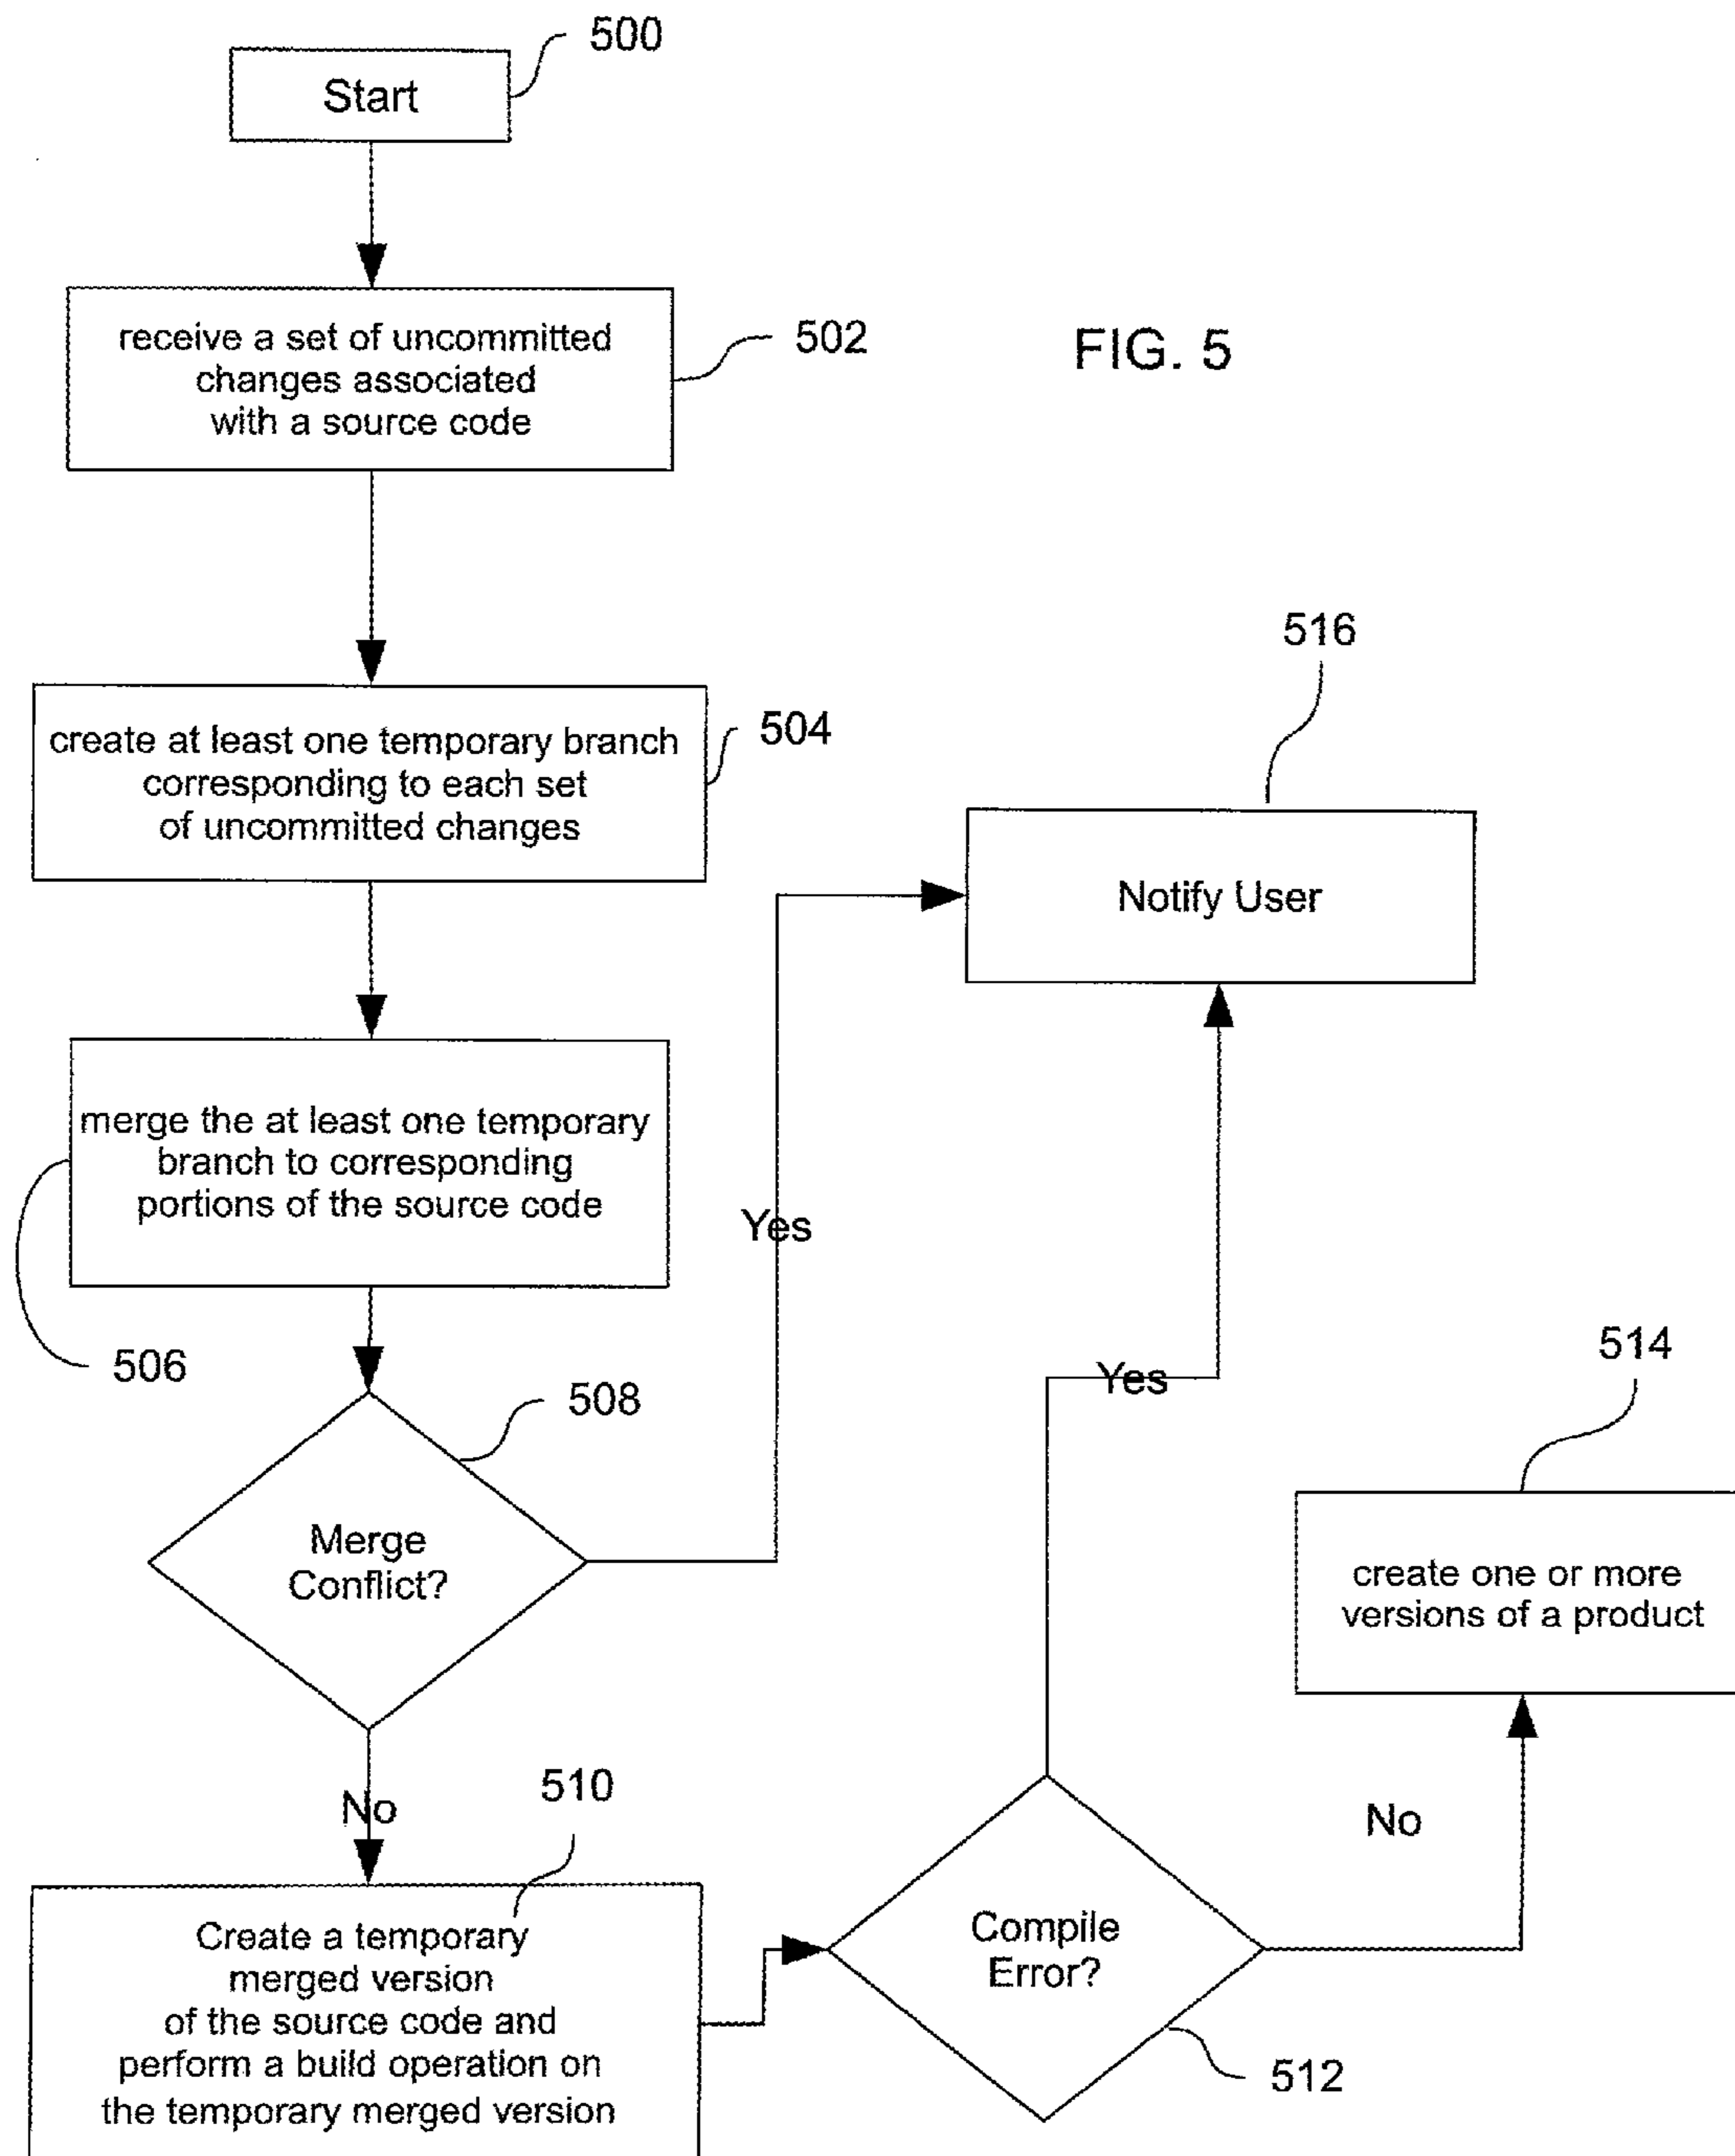 500
Start
receive a set of uncommitted
changes associated
with a source code
502
FIG. 5
516
create at least one temporary branch
corresponding to each set
of uncommitted changes
504
Notify User
merge the at least one temporary
branch to corresponding
portions of the source code
506
Yes
Yes
514
508
Merge
Conflict?
create one or more
versions of a product
No
510
No
Create a temporary
merged version
of the source code and
perform a build operation on
the temporary merged version
Compile
Error?
512